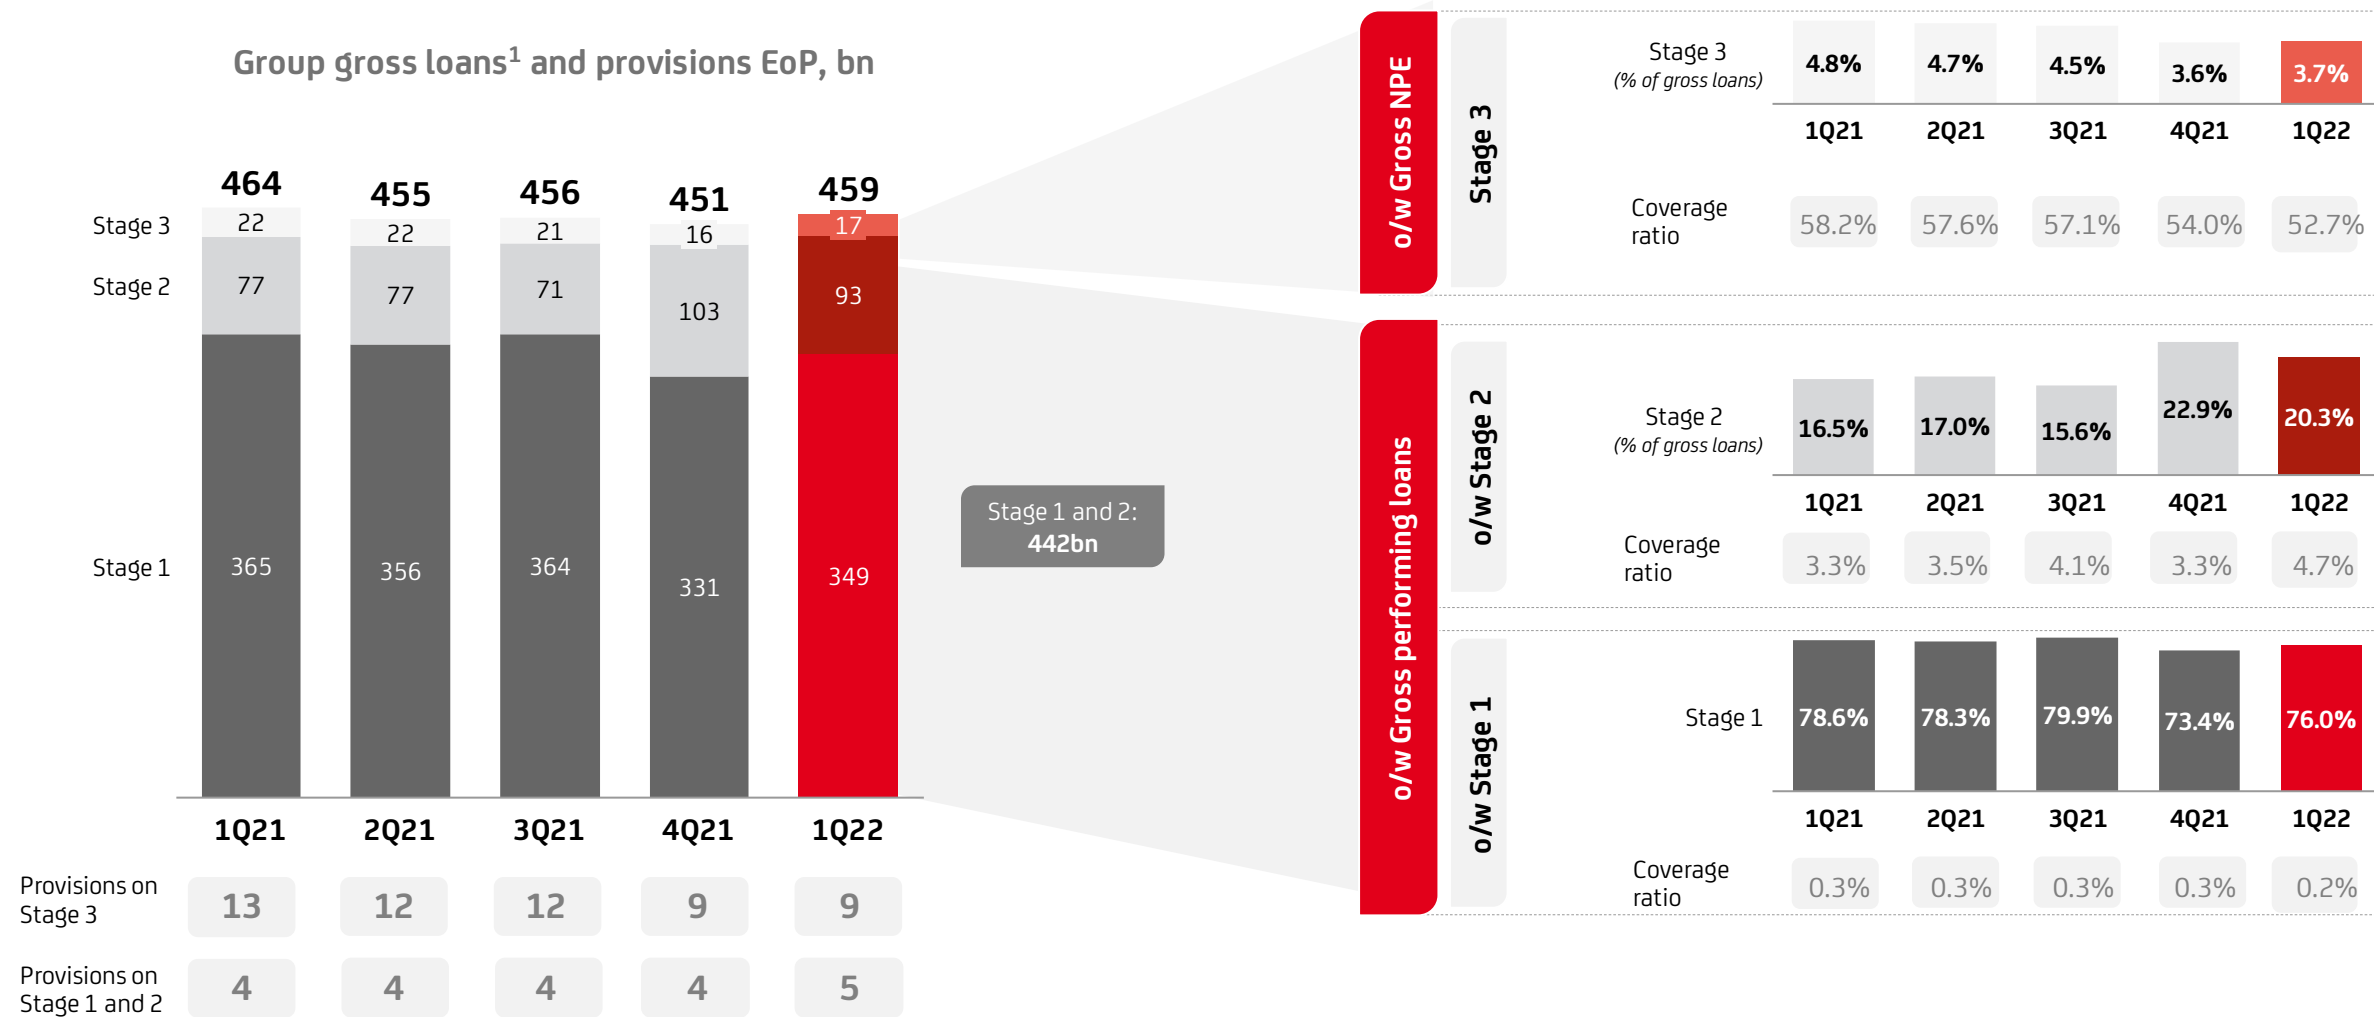 Group gross loans1 and provisions EoP, bn
464
455
456
451
459
Stage 3
22
22
21
16
17
Stage 2
77
77
71
103
93
Stage 1
365
356
364
331
349
1Q21
2Q21
3Q21
4Q21
1Q22
Provisions on
Stage 3
13
12
12
9
9
Provisions on
Stage 1 and 2
4
4
4
4
5
Stage 1 and 2:
442bn
o/w Gross NPE
Stage 3
Stage 3
(% of gross loans)
4.8%
4.7%
4.5%
3.6%
3.7%
1Q21
2Q21
3Q21
4Q21
1Q22
Coverage
ratio
58.2%
57.6%
57.1%
54.0%
52.7%
o/w Gross performing loans
o/w Stage 2
Stage 2
(% of gross loans)
16.5%
17.0%
15.6%
22.9%
20.3%
1Q21
2Q21
3Q21
4Q21
1Q22
Coverage
ratio
3.3%
3.5%
4.1%
3.3%
4.7%
o/w Stage 1
Stage 1
78.6%
78.3%
79.9%
73.4%
76.0%
1Q21
2Q21
3Q21
4Q21
1Q22
Coverage
ratio
0.3%
0.3%
0.3%
0.3%
0.2%